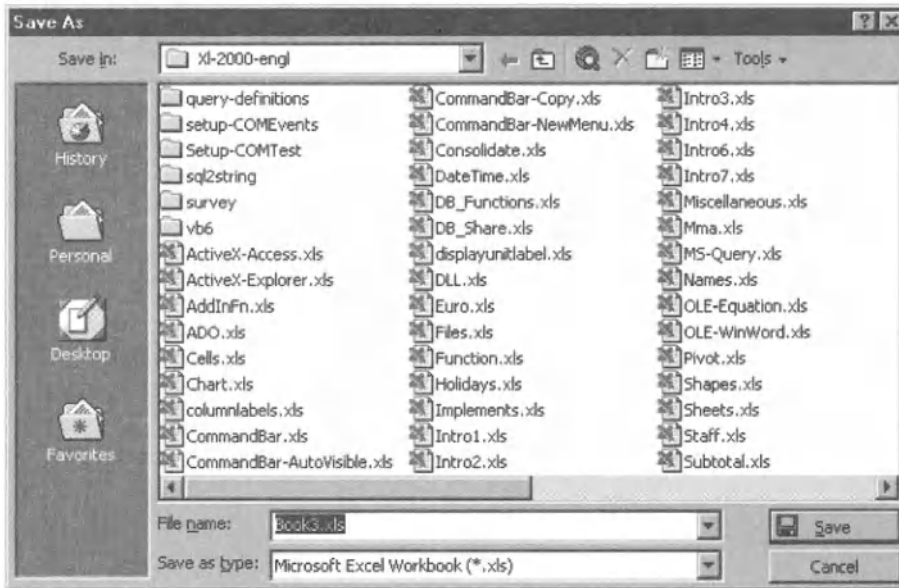 Save As
Save in:
Xl-2000-engl
Tools
History
Personal
Desktop
Favorites
query-definitions
setup-COMEvents
Setup-COMTest
sql2string
survey
vb6
ActiveX-Access.xls
ActiveX-Explorer.xls
AddInFn.xls
ADO.xls
Cells.xls
Chart.xls
columnlabels.xls
CommandBar.xls
CommandBar-AutoVisible.xls
CommandBar-Copy.xls
CommandBar-NewMenu.xls
Consolidate.xls
DateTime.xls
DB_Functions.xls
DB_Share.xls
displayunitlabel.xls
DLL.xls
Euro.xls
Files.xls
Function.xls
Holidays.xls
Implements.xls
Intro1.xls
Intro2.xls
Intro3.xls
Intro4.xls
Intro6.xls
Intro7.xls
Miscellaneous.xls
Mma.xls
MS-Query.xls
Names.xls
OLE-Equation.xls
OLE-WinWord.xls
Pivot.xls
Shapes.xls
Sheets.xls
Staff.xls
Subtotal.xls
File name:
Book3.xls
Save
Save as type:
Microsoft Excel Workbook (*.xls)
Cancel